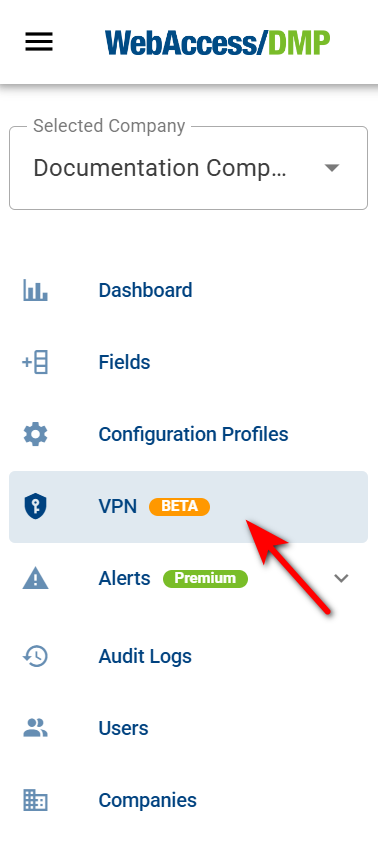 WebAccess/DMP
Selected Company
Documentation Comp...
Dashboard
Fields
Configuration Profiles
VPN BETA
Alerts Premium
Audit Logs
Users
Companies